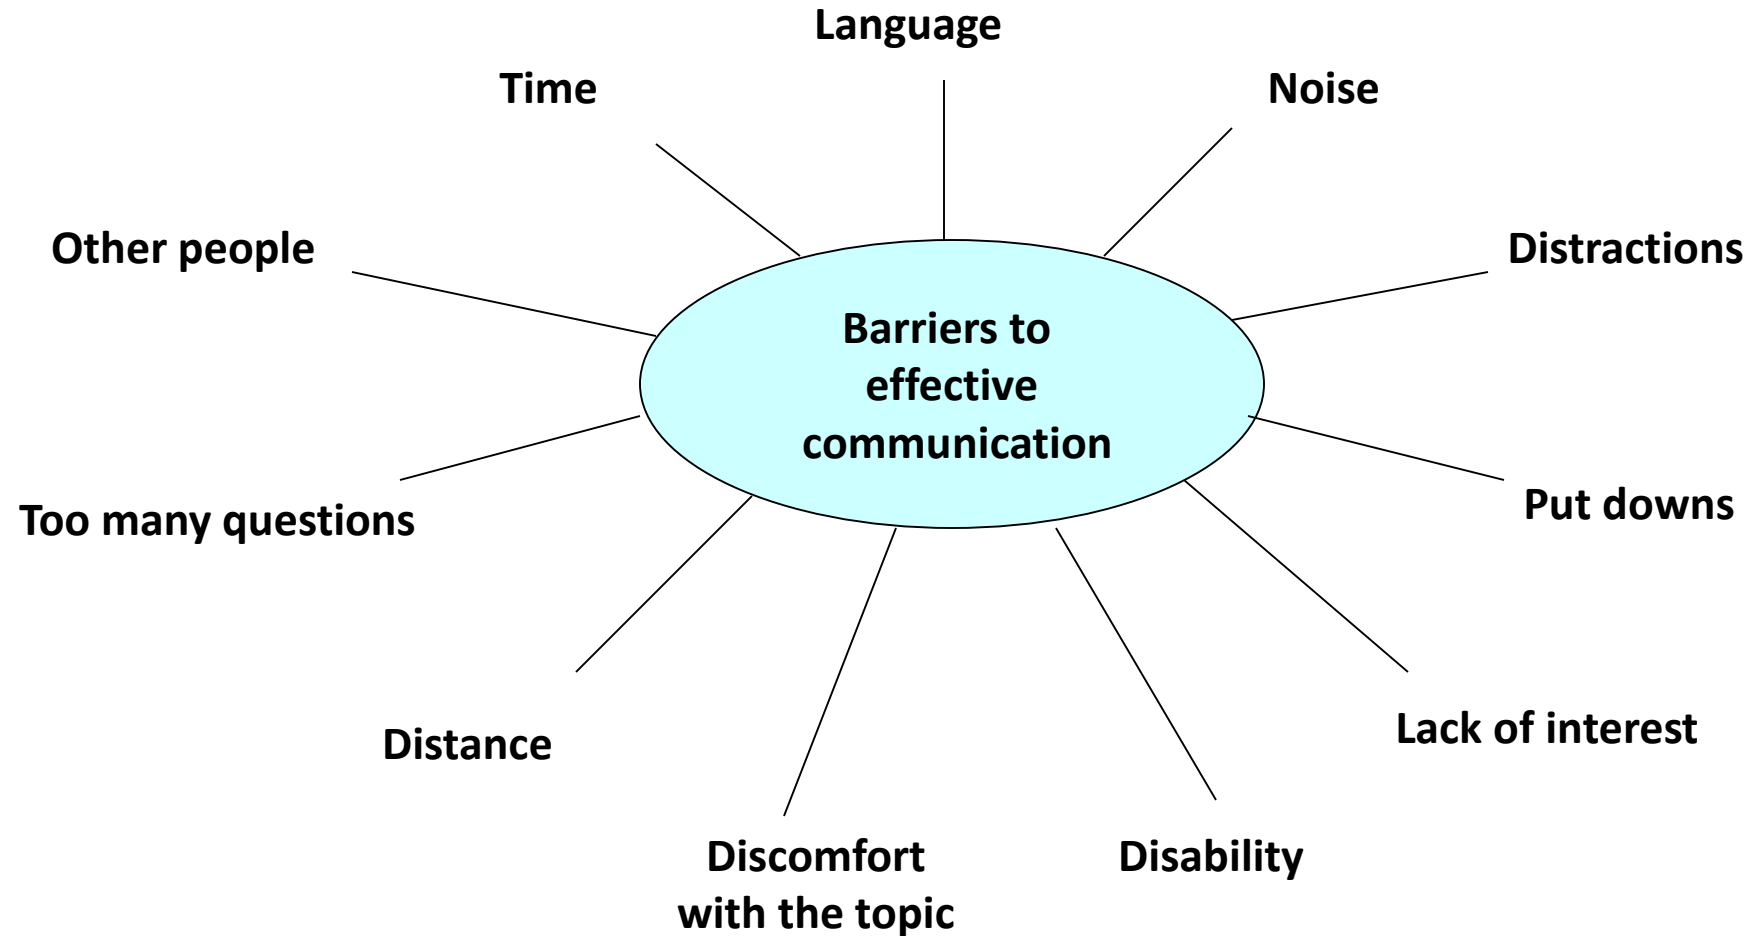 Language
Time
Noise
Other people
Distractions
Barriers to
effective
communication
Too many questions
Put downs
Distance
Lack of interest
Discomfort
with the topic
Disability